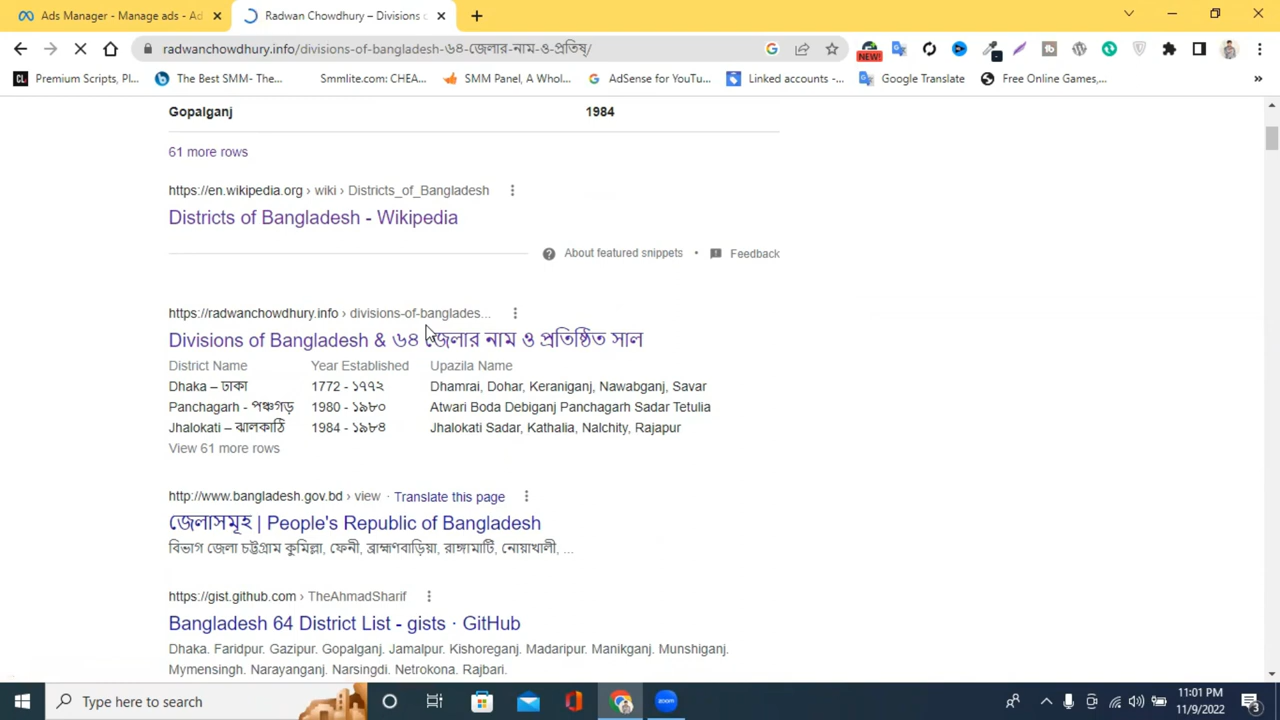 Ads Manager - Manage ads - Ad
Radwan Chowdhury – Divisions o
radwanchowdhury.info/divisions-of-bangladesh-৬৪-জেলার-নাম-ও-প্রতিষ্/
NEW!
CL Premium Scripts, Pl...
The Best SMM- The...
Smmlite.com: CHEA...
SMM Panel, A Whol...
AdSense for YouTu...
Linked accounts -...
Google Translate
Free Online Games,...
Gopalganj 1984
61 more rows
https://en.wikipedia.org › wiki › Districts_of_Bangladesh
Districts of Bangladesh - Wikipedia
About featured snippets • Feedback
https://radwanchowdhury.info › divisions-of-banglades...
Divisions of Bangladesh & ৬৪ জেলার নাম ও প্রতিষ্ঠিত সাল
District Name Year Established Upazila Name
Dhaka – ঢাকা 1772 - ১৭৭২ Dhamrai, Dohar, Keraniganj, Nawabganj, Savar
Panchagarh - পঞ্চগড় 1980 - ১৯৮০ Atwari Boda Debiganj Panchagarh Sadar Tetulia
Jhalokati – ঝালকাঠি 1984 - ১৯৮৪ Jhalokati Sadar, Kathalia, Nalchity, Rajapur
View 61 more rows
http://www.bangladesh.gov.bd › view · Translate this page
জেলাসমূহ | People's Republic of Bangladesh
বিভাগ জেলা চট্টগ্রাম কুমিল্লা, ফেনী, ব্রাহ্মণবাড়িয়া, রাঙ্গামাটি, নোয়াখালী, ...
https://gist.github.com › TheAhmadSharif
Bangladesh 64 District List - gists · GitHub
Dhaka. Faridpur. Gazipur. Gopalganj. Jamalpur. Kishoreganj. Madaripur. Manikganj. Munshiganj.
Mymensingh. Narayanganj. Narsingdi. Netrokona. Rajbari.
Type here to search
zoom
11:01 PM
11/9/2022
3